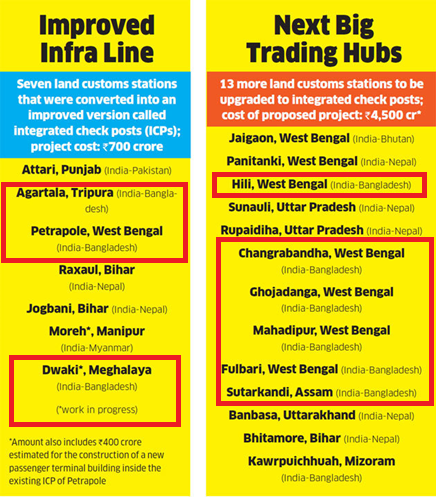 Improved
Infra Line
Seven land customs stations
that were converted into an
improved version called
integrated check posts (ICPs);
project cost: ₹700 crore
Attari, Punjab (India-Pakistan)
Agartala, Tripura (India-Bangla-
desh)
Petrapole, West Bengal
(India-Bangladesh)
Raxaul, Bihar
(India-Nepal)
Jogbani, Bihar (India-Nepal)
Moreh*, Manipur
(India-Myanmar)
Dwaki*, Meghalaya
(India-Bangladesh)
(*work in progress)
*Amount also includes ₹400 crore
estimated for the construction of a new
passenger terminal building inside the
existing ICP of Petrapole
Next Big
Trading Hubs
13 more land customs stations to be
upgraded to integrated check posts;
cost of proposed project: ₹4,500 cr*
Jaigaon, West Bengal (India-Bhutan)
Panitanki, West Bengal (India-Nepal)
Hili, West Bengal (India-Bangladesh)
Sunauli, Uttar Pradesh (India-Nepal)
Rupaidiha, Uttar Pradesh (India-Nepal)
Changrabandha, West Bengal
(India-Bangladesh)
Ghojadanga, West Bengal
(India-Bangladesh)
Mahadipur, West Bengal
(India-Bangladesh)
Fulbari, West Bengal (India-Bangladesh)
Sutarkandi, Assam (India-Bangladesh)
Banbasa, Uttarakhand (India-Nepal)
Bhitamore, Bihar (India-Nepal)
Kawrpuichhuah, Mizoram
(India-Bangladesh)